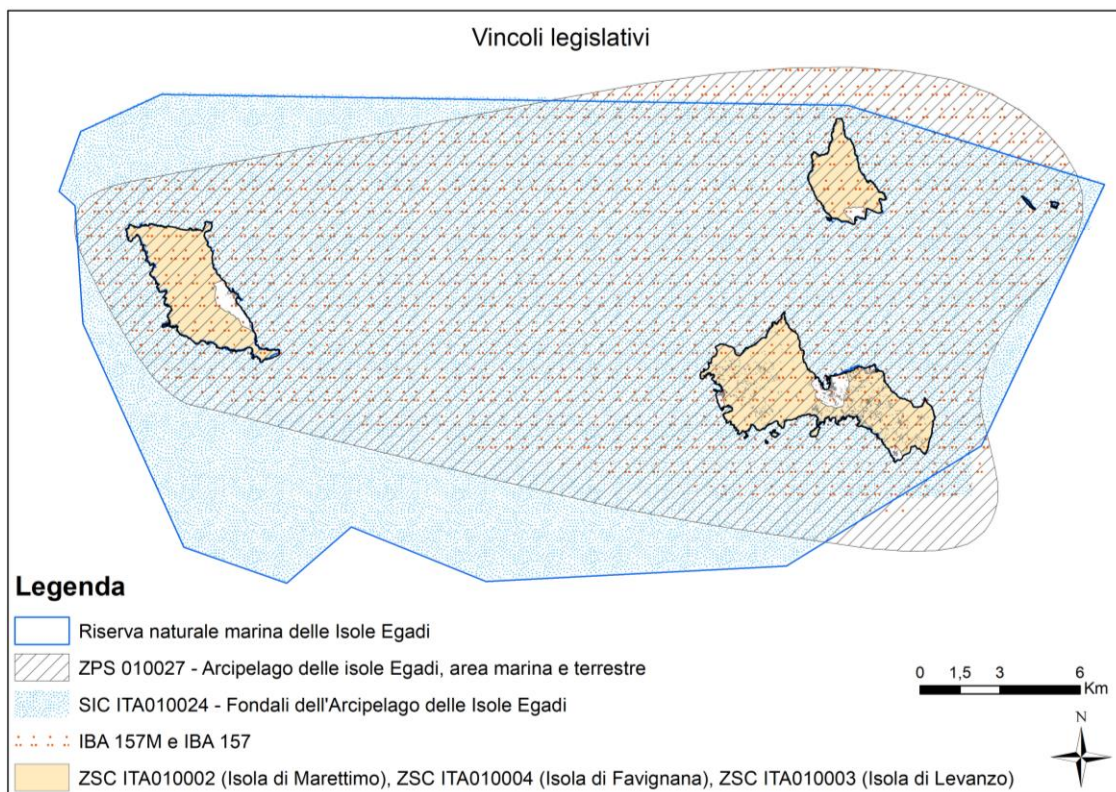 Vincoli legislativi
Legenda
Riserva naturale marina delle Isole Egadi
ZPS 010027 - Arcipelago delle isole Egadi, area marina e terrestre
SIC ITA010024 - Fondali dell'Arcipelago delle Isole Egadi
IBA 157M e IBA 157
ZSC ITA010002 (Isola di Marettimo), ZSC ITA010004 (Isola di Favignana), ZSC ITA010003 (Isola di Levanzo)
0 1,5 3 6
Km
N